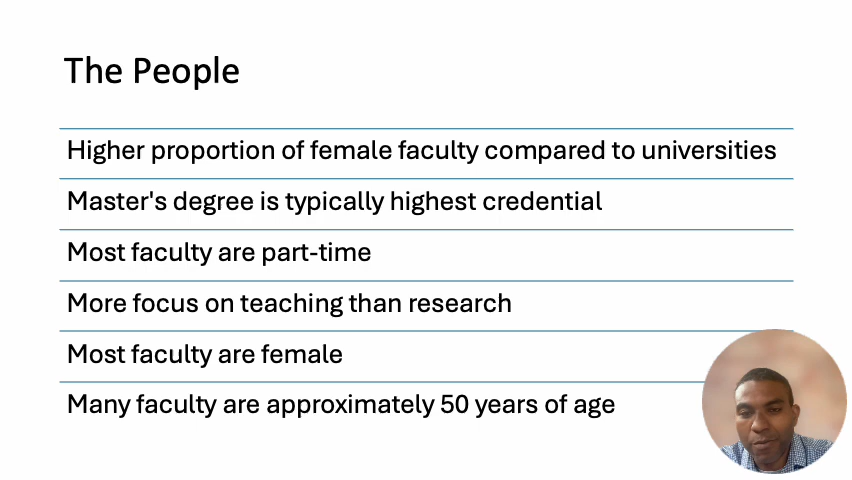 The People
Higher proportion of female faculty compared to universities
Master's degree is typically highest credential
Most faculty are part-time
More focus on teaching than research
Most faculty are female
Many faculty are approximately 50 years of age